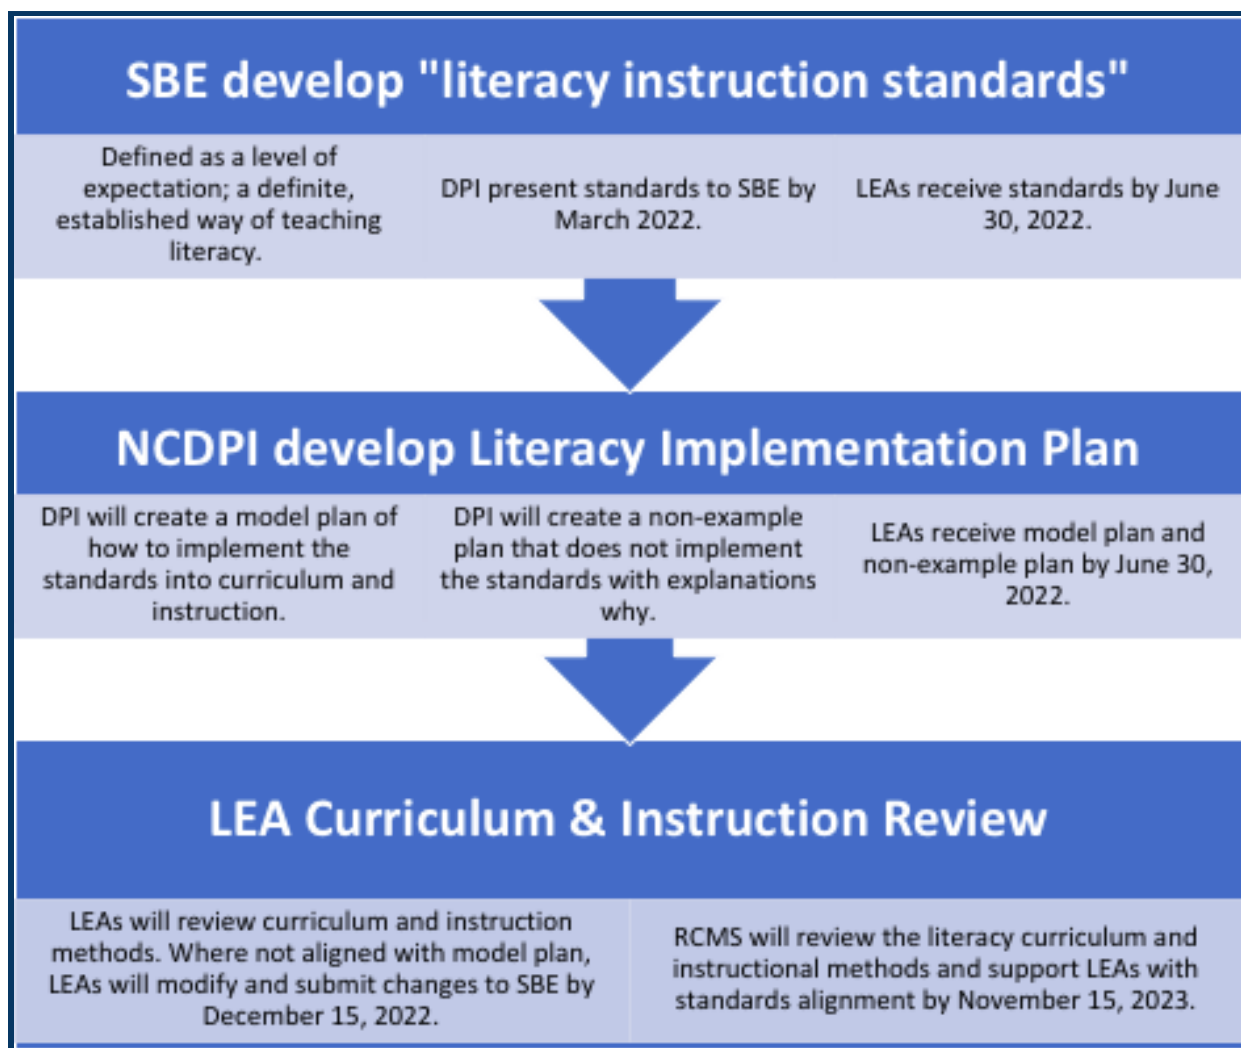 SBE develop "literacy instruction standards"
Defined as a level of
expectation; a definite,
established way of teaching
literacy.
DPI present standards to SBE by
March 2022.
LEAs receive standards by June
30, 2022.
NCDPI develop Literacy Implementation Plan
DPI will create a model plan of
how to implement the
standards into curriculum and
instruction.
DPI will create a non-example
plan that does not implement
the standards with explanations
why.
LEAs receive model plan and
non-example plan by June 30,
2022.
LEA Curriculum & Instruction Review
LEAs will review curriculum and instruction
methods. Where not aligned with model plan,
LEAs will modify and submit changes to SBE by
December 15, 2022.
RCMS will review the literacy curriculum and
instructional methods and support LEAs with
standards alignment by November 15, 2023.